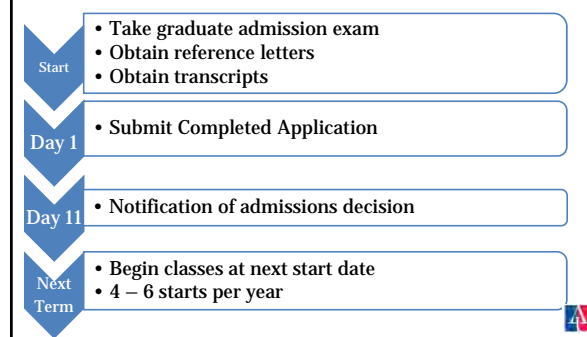 Start
• Take graduate admission exam
• Obtain reference letters
• Obtain transcripts
Day 1
• Submit Completed Application
Day 11
• Notification of admissions decision
Next
Term
• Begin classes at next start date
• 4 – 6 starts per year